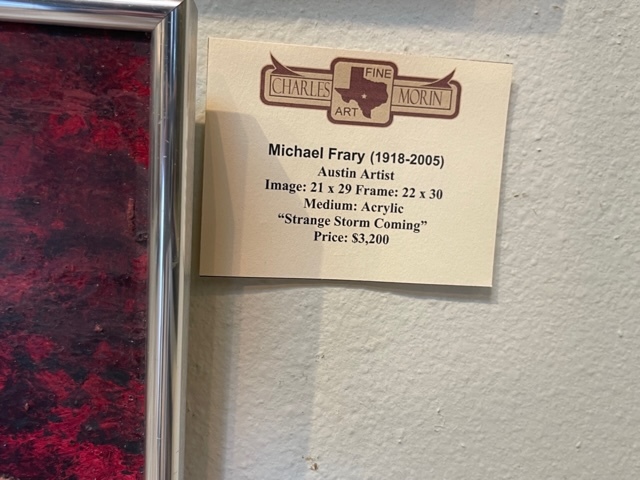 CHARLES FINE ART MORIN
Michael Frary (1918-2005)
Austin Artist
Image: 21 x 29 Frame: 22 x 30
Medium: Acrylic
“Strange Storm Coming”
Price: $3,200